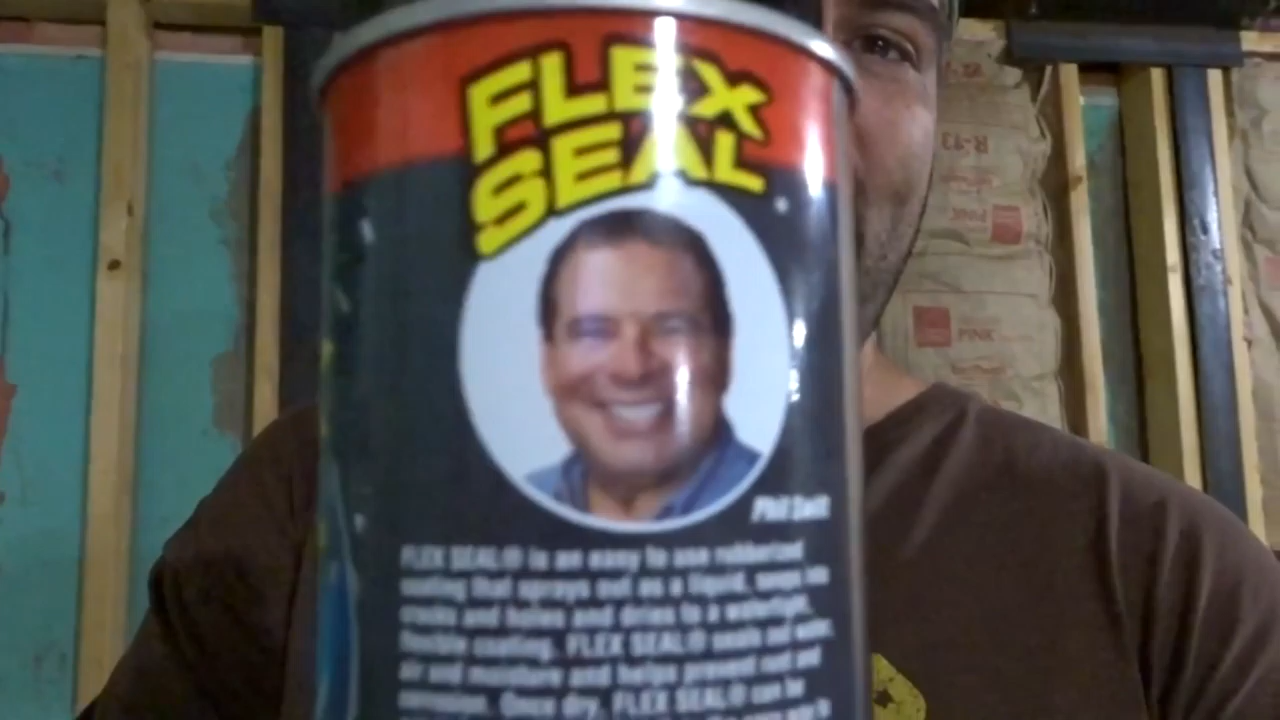 FLEX
SEAL
Phil Swift
FLEX SEAL® is an easy to use rubberized
coating that sprays out as a liquid, seeps into
cracks and holes and dries to a watertight,
flexible coating. FLEX SEAL® seals out water,
air and moisture and helps prevent rust and
corrosion. Once dry, FLEX SEAL® can be
R-13
PINK
PINK